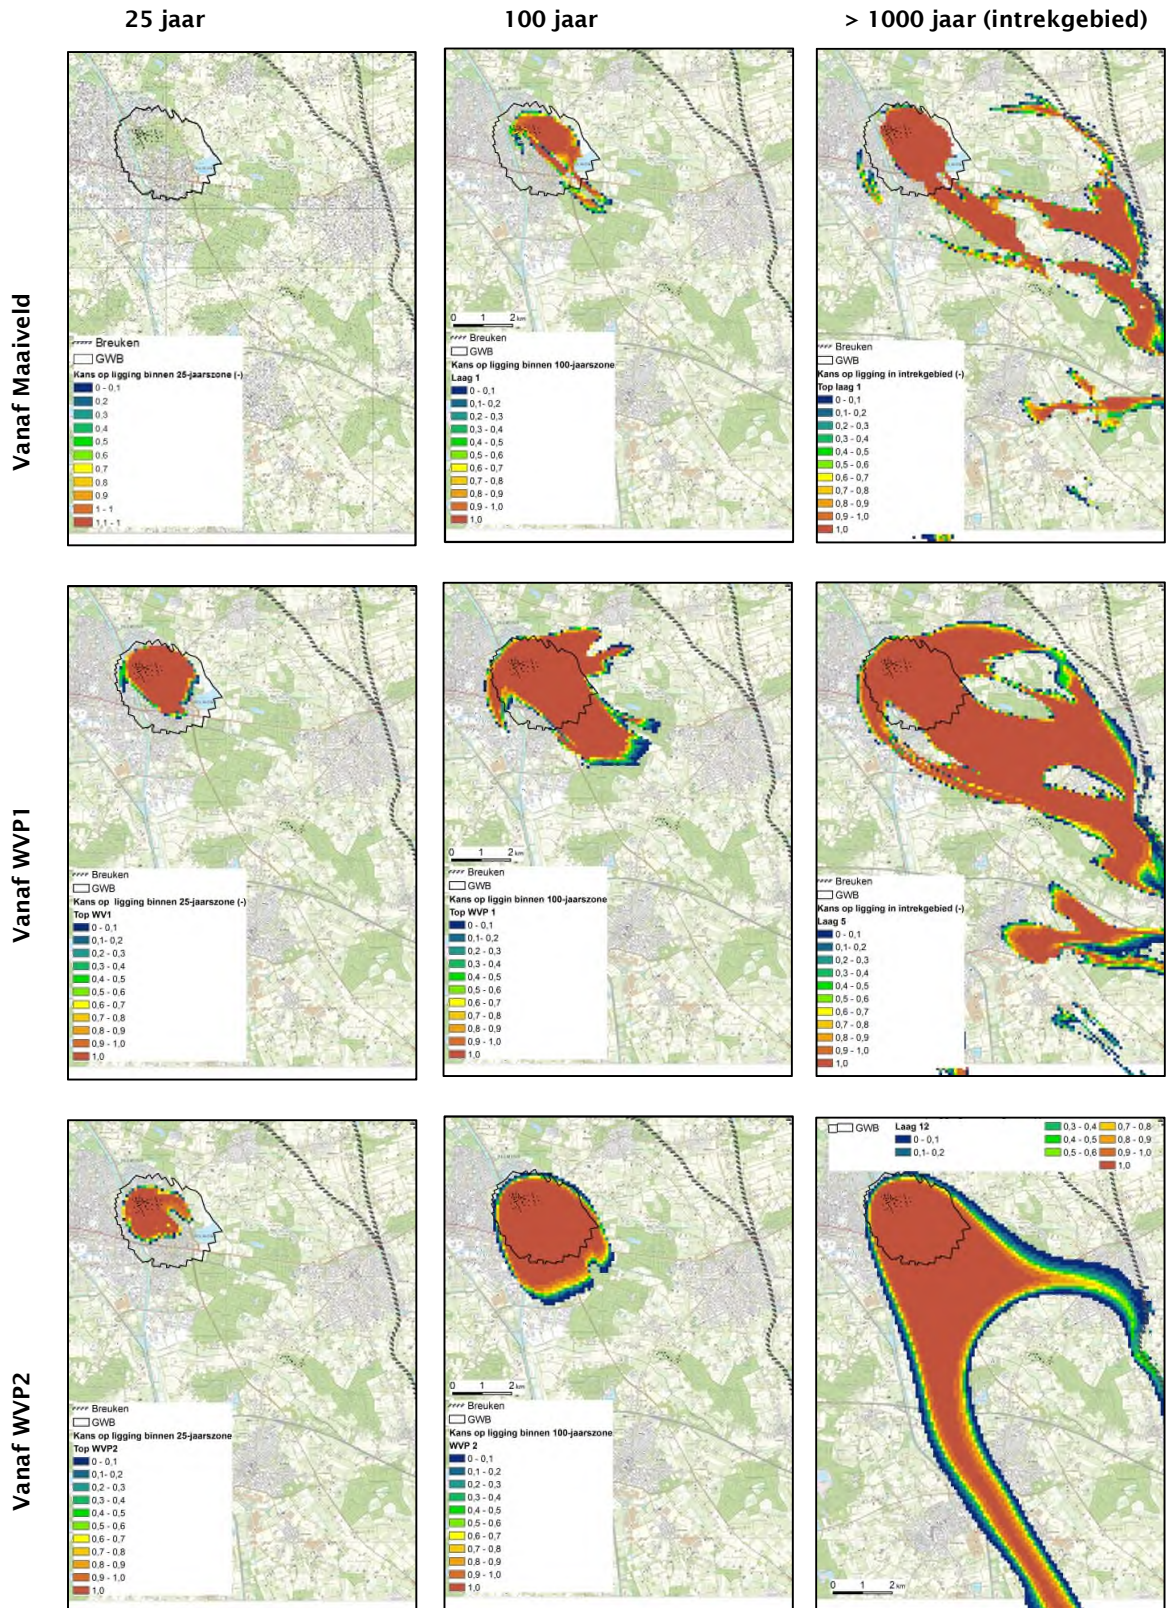 25 jaar
100 jaar
> 1000 jaar (intrekgebied)
Vanaf Maaiveld
Breuken
GWB
Kans op ligging binnen 25-jaarszone (-)
0 - 0,1
0,2
0,3
0,4
0,5
0,6
0,7
0,8
0,9
1 - 1
1,1 - 1
0 1 2 km
Breuken
GWB
Kans op ligging binnen 100-jaarszone
Laag 1
0 - 0,1
0,1- 0,2
0,2 - 0,3
0,3 - 0,4
0,4 - 0,5
0,5 - 0,6
0,6 - 0,7
0,7 - 0,8
0,8 - 0,9
0,9 - 1,0
1,0
Breuken
GWB
Kans op ligging in intrekgebied (-)
Top laag 1
0 - 0,1
0,1- 0,2
0,2 - 0,3
0,3 - 0,4
0,4 - 0,5
0,5 - 0,6
0,6 - 0,7
0,7 - 0,8
0,8 - 0,9
0,9 - 1,0
1,0
Vanaf WVP1
Breuken
GWB
Kans op ligging binnen 25-jaarszone (-)
Top WV1
0 - 0,1
0,1- 0,2
0,2 - 0,3
0,3 - 0,4
0,4 - 0,5
0,5 - 0,6
0,6 - 0,7
0,7 - 0,8
0,8 - 0,9
0,9 - 1,0
1,0
0 1 2 km
Breuken
GWB
Kans op liggin binnen 100-jaarszone
Top WVP 1
0 - 0,1
0,1- 0,2
0,2 - 0,3
0,3 - 0,4
0,4 - 0,5
0,5 - 0,6
0,6 - 0,7
0,7 - 0,8
0,8 - 0,9
0,9 - 1,0
1,0
Breuken
GWB
Kans op ligging in intrekgebied (-)
Laag 5
0 - 0,1
0,1- 0,2
0,2 - 0,3
0,3 - 0,4
0,4 - 0,5
0,5 - 0,6
0,6 - 0,7
0,7 - 0,8
0,8 - 0,9
0,9 - 1,0
1,0
Vanaf WVP2
Breuken
GWB
Kans op ligging binnen 25-jaarszone
Top WVP2
0 - 0,1
0,1 - 0,2
0,2 - 0,3
0,3 - 0,4
0,4 - 0,5
0,5 - 0,6
0,6 - 0,7
0,7 - 0,8
0,8 - 0,9
0,9 - 1,0
1,0
0 1 2 km
Breuken
GWB
Kans op ligging binnen 100-jaarszone
WVP 2
0 - 0,1
0,1 - 0,2
0,2 - 0,3
0,3 - 0,4
0,4 - 0,5
0,5 - 0,6
0,6 - 0,7
0,7 - 0,8
0,8 - 0,9
0,9 - 1,0
1,0
GWB
Laag 12
0 - 0,1
0,1- 0,2
0,3 - 0,4
0,4 - 0,5
0,5 - 0,6
0,7 - 0,8
0,8 - 0,9
0,9 - 1,0
1,0
0 1 2 km